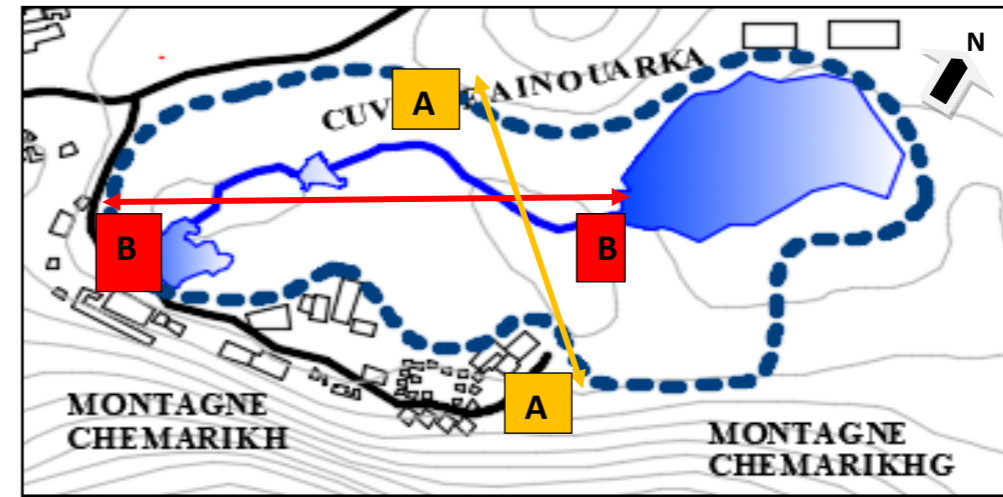 N
A
CUV E AINOUARKA
B
B
A
MONTAGNE
CHEMARIKH
MONTAGNE
CHEMARIKHG